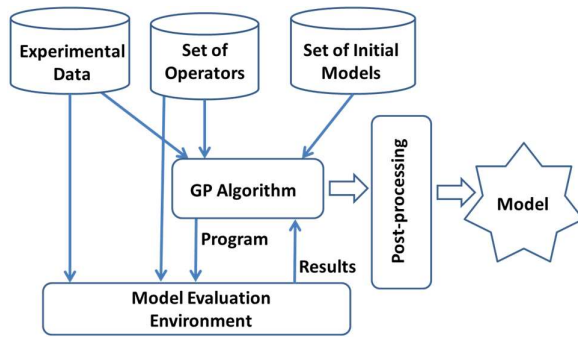 Experimental
Data
Set of
Operators
Set of Initial
Models
GP Algorithm
Post-processing
Model
Program
Results
Model Evaluation
Environment